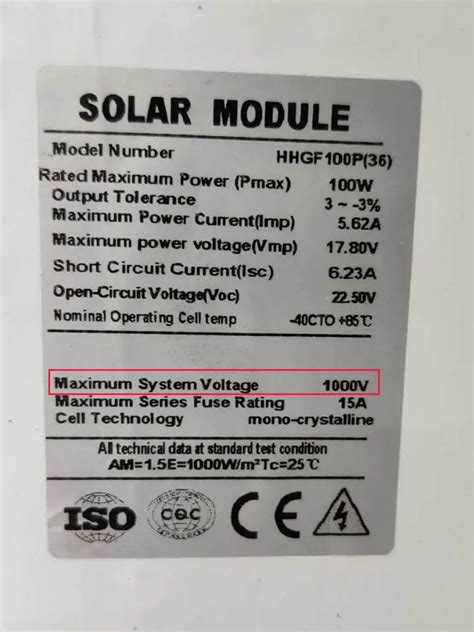 SOLAR MODULE
Model Number HHGF100P(36)
Rated Maximum Power (Pmax) 100W
Output Tolerance 3 ~ -3%
Maximum Power Current(Imp) 5.62A
Maximum power voltage(Vmp) 17.80V
Short Circuit Current(Isc) 6.23A
Open-Circuit Voltage(Voc) 22.50V
Nominal Operating Cell temp -40CTO +85℃
Maximum System Voltage 1000V
Maximum Series Fuse Rating 15A
Cell Technology mono-crystalline
All technical data at standard test condition
AM=1.5E=1000W/m²Tc=25℃
ISO CQC CE